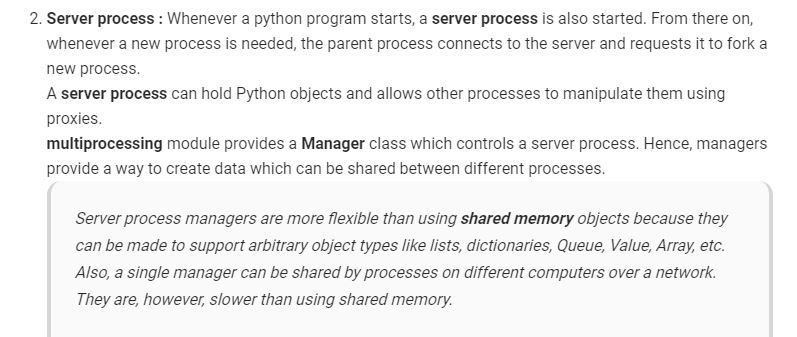 2. Server process : Whenever a python program starts, a server process is also started. From there on,
whenever a new process is needed, the parent process connects to the server and requests it to fork a
new process.
A server process can hold Python objects and allows other processes to manipulate them using
proxies.
multiprocessing module provides a Manager class which controls a server process. Hence, managers
provide a way to create data which can be shared between different processes.
Server process managers are more flexible than using shared memory objects because they
can be made to support arbitrary object types like lists, dictionaries, Queue, Value, Array, etc.
Also, a single manager can be shared by processes on different computers over a network.
They are, however, slower than using shared memory.